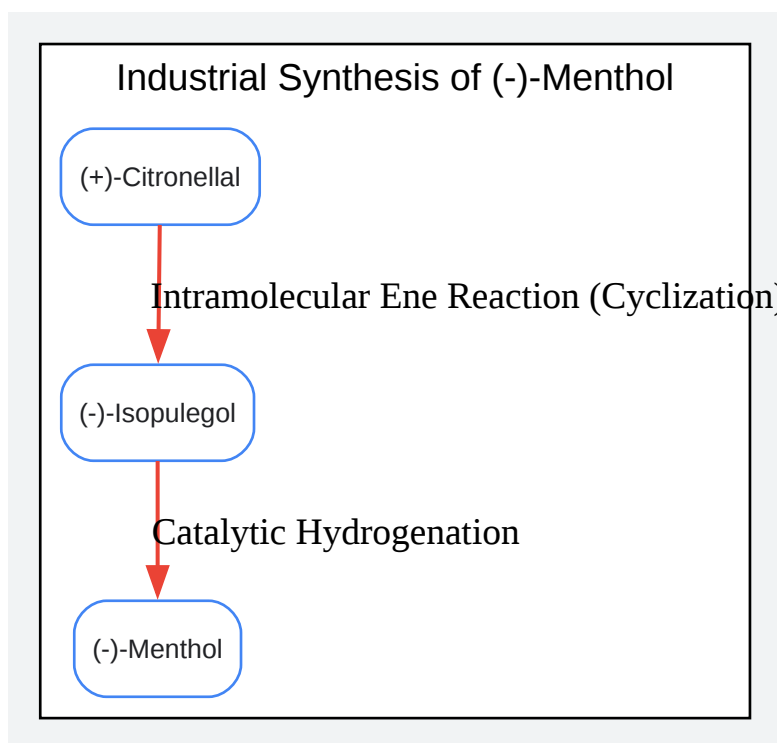 Industrial Synthesis of (-)-Menthol
(+)-Citronellal
Intramolecular Ene Reaction (Cyclization)
(-)-Isopulegol
Catalytic Hydrogenation
(-)-Menthol